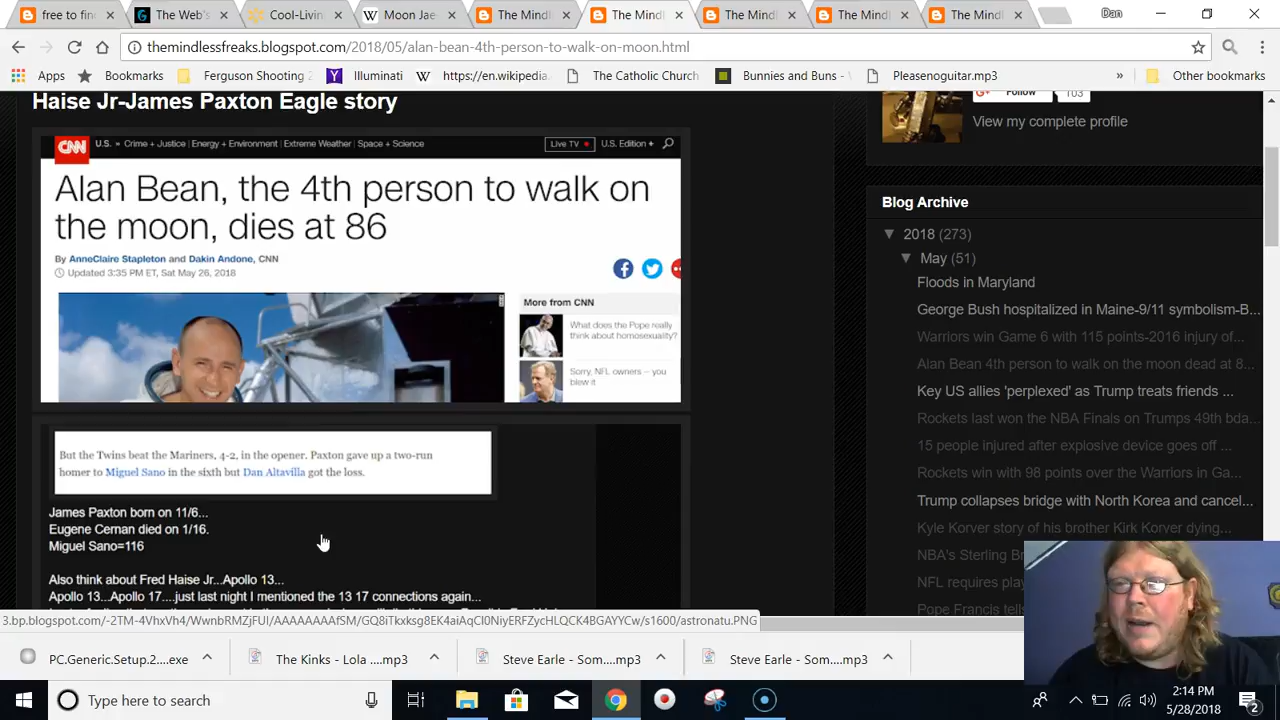 free to fin
The Web's
Cool-Living
Moon Jae-
The Mindl
The Mindl
The Mindl
The Mindl
The Mindl
Dan
themindlessfreaks.blogspot.com/2018/05/alan-bean-4th-person-to-walk-on-moon.html
Apps Bookmarks Ferguson Shooting 2 Illuminati https://en.wikipedia. The Catholic Church Bunnies and Buns - Pleasenoguitar.mp3 » Other bookmarks
Haise Jr-James Paxton Eagle story
G+ Follow 103
View my complete profile
CNN U.S. » Crime + Justice Energy + Environment Extreme Weather Space + Science Live TV U.S. Edition +
Alan Bean, the 4th person to walk on
the moon, dies at 86
By AnneClaire Stapleton and Dakin Andone, CNN
Updated 3:35 PM ET, Sat May 26, 2018
More from CNN
What does the Pope really
think about homosexuality?
Sorry, NFL owners – you
blew it
But the Twins beat the Mariners, 4-2, in the opener. Paxton gave up a two-run
homer to Miguel Sano in the sixth but Dan Altavilla got the loss.
James Paxton born on 11/6...
Eugene Cernan died on 1/16.
Miguel Sano=116
Also think about Fred Haise Jr...Apollo 13...
Apollo 13...Apollo 17....just last night I mentioned the 13 17 connections again...
Blog Archive
▼ 2018 (273)
▼ May (51)
Floods in Maryland
George Bush hospitalized in Maine-9/11 symbolism-B...
Warriors win Game 6 with 115 points-2016 injury of...
Alan Bean 4th person to walk on the moon dead at 8...
Key US allies 'perplexed' as Trump treats friends ...
Rockets last won the NBA Finals on Trumps 49th bda...
15 people injured after explosive device goes off ...
Rockets win with 98 points over the Warriors in Ga...
Trump collapses bridge with North Korea and cancel...
Kyle Korver story of his brother Kirk Korver dying...
NBA's Sterling B
NFL requires pla
Pope Francis tells
3.bp.blogspot.com/-2TM-4VhxVh4/WwnbRMZjFUI/AAAAAAAAfSM/GQ8iTkxksg8EK4aiAqCl0NiyERFZycHLQCK4BGAYYCw/s1600/astronatu.PNG
PC.Generic.Setup.2....exe
The Kinks - Lola ....mp3
Steve Earle - Som....mp3
Steve Earle - Som....mp3
Type here to search
2:14 PM
5/28/2018
2